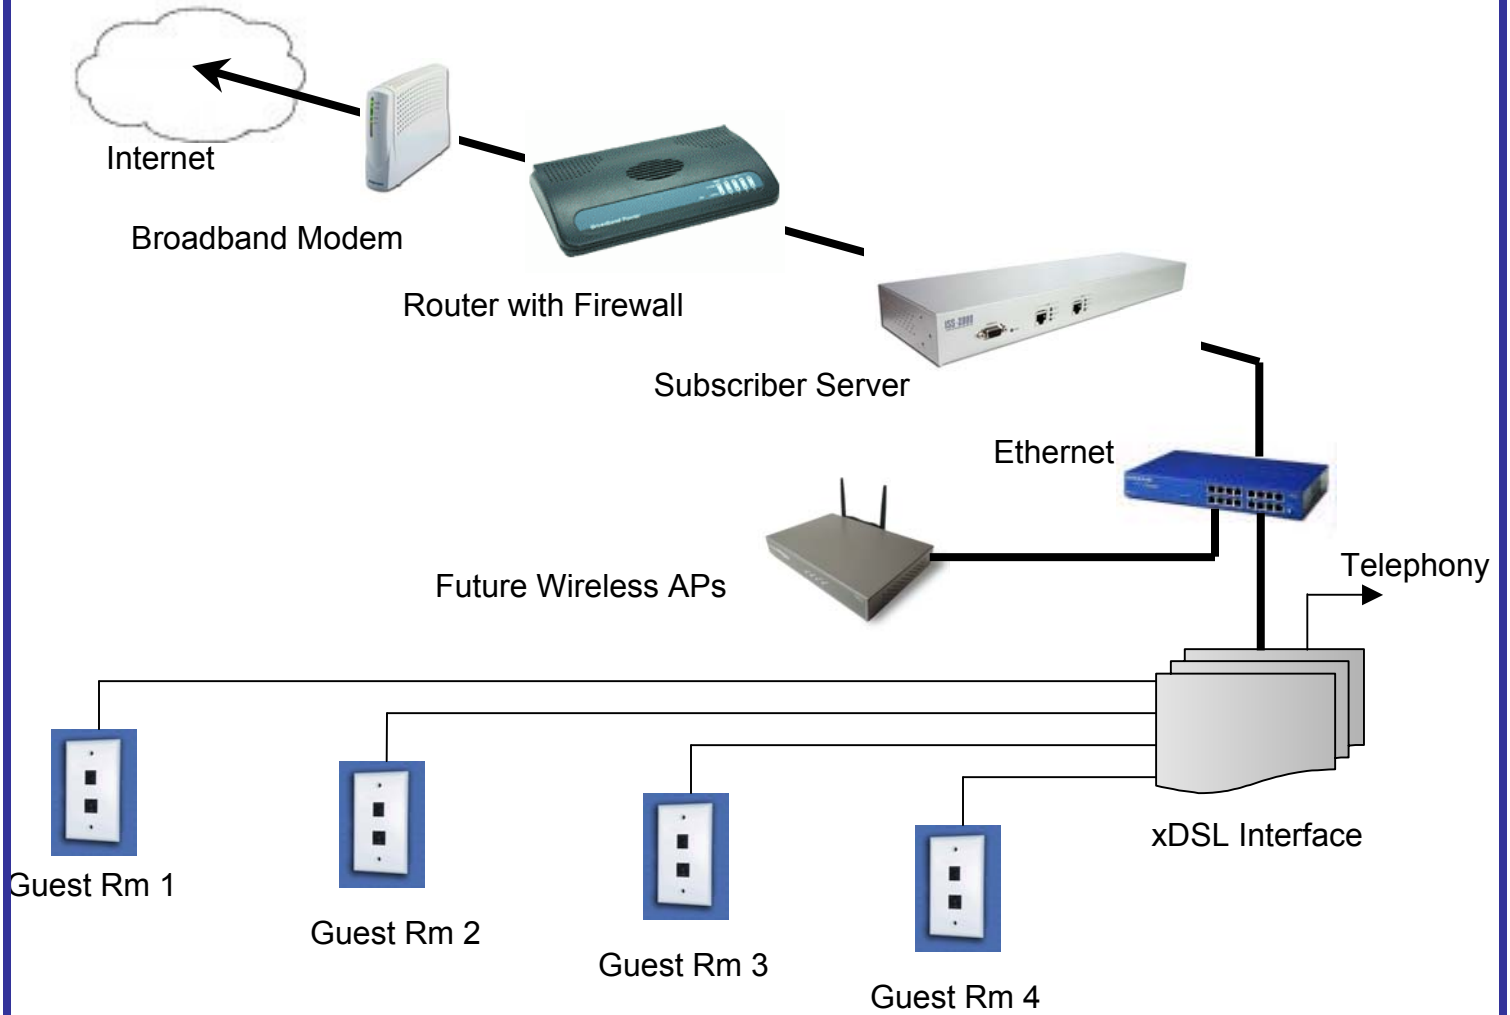 Internet
Broadband Modem
Router with Firewall
Subscriber Server
Ethernet
Future Wireless APs
Telephony
xDSL Interface
Guest Rm 1
Guest Rm 2
Guest Rm 3
Guest Rm 4